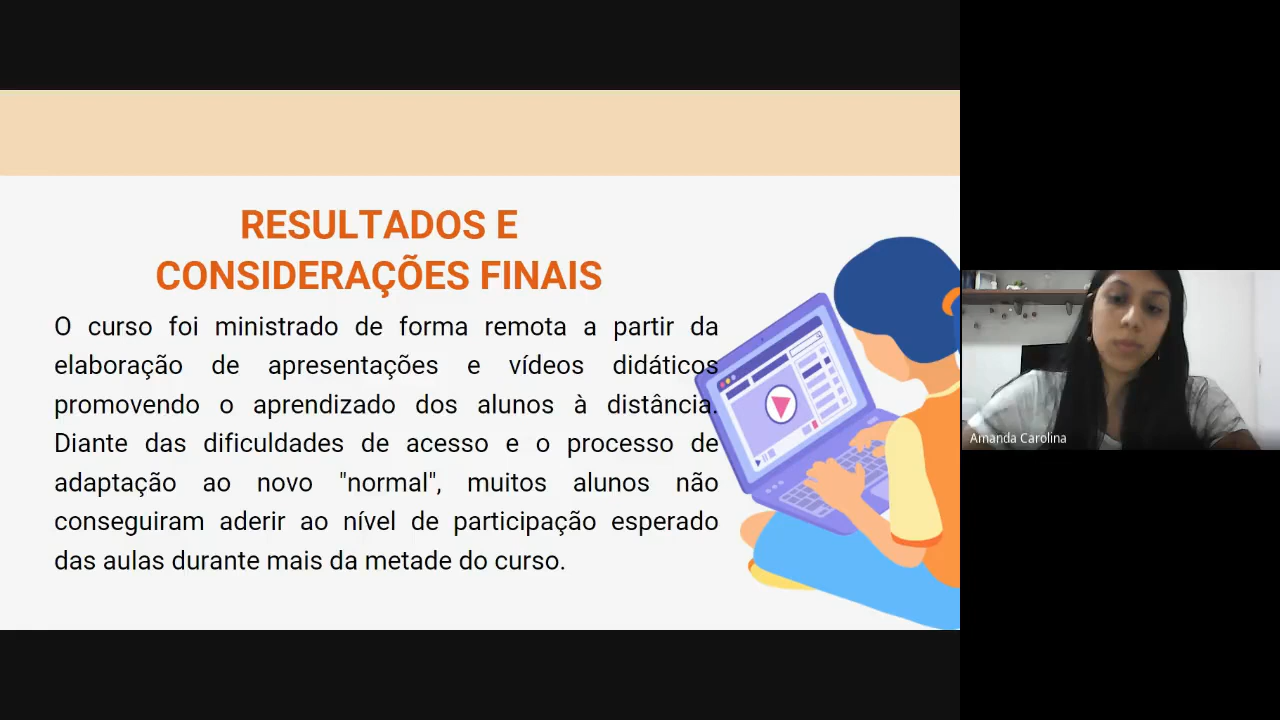 RESULTADOS E
CONSIDERAÇÕES FINAIS
O curso foi ministrado de forma remota a partir da
elaboração de apresentações e vídeos didáticos
promovendo o aprendizado dos alunos à distância.
Diante das dificuldades de acesso e o processo de
adaptação ao novo "normal", muitos alunos não
conseguiram aderir ao nível de participação esperado
das aulas durante mais da metade do curso.
Amanda Carolina